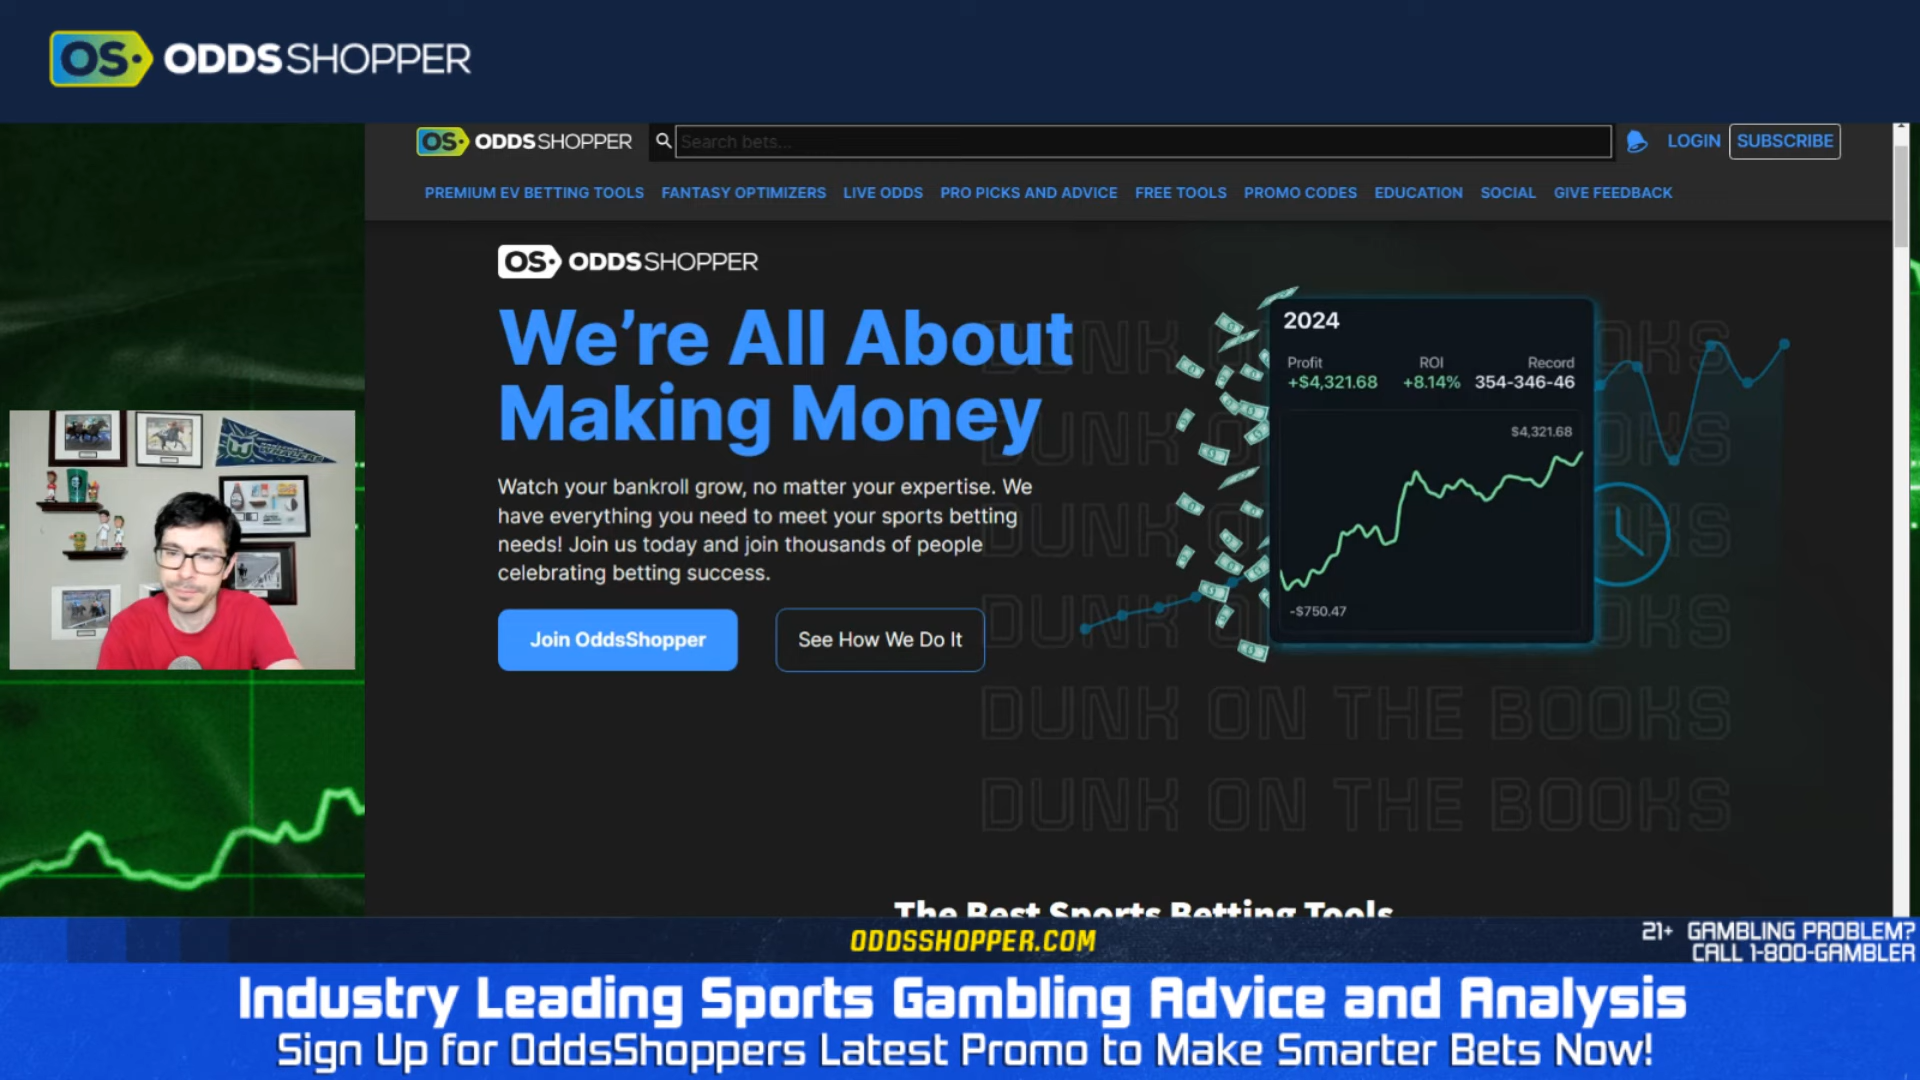 OS ODDSSHOPPER
OS ODDSSHOPPER
Search bets...
LOGIN
SUBSCRIBE
PREMIUM EV BETTING TOOLS
FANTASY OPTIMIZERS
LIVE ODDS
PRO PICKS AND ADVICE
FREE TOOLS
PROMO CODES
EDUCATION
SOCIAL
GIVE FEEDBACK
OS ODDSSHOPPER
We're All About
Making Money
Watch your bankroll grow, no matter your expertise. We
have everything you need to meet your sports betting
needs! Join us today and join thousands of people
celebrating betting success.
Join OddsShopper
See How We Do It
2024
Profit ROI Record
+$4,321.68 +8.14% 354-346-46
$4,321.68
-$750.47
DUNK ON THE BOOKS
DUNK ON THE BOOKS
The Best Sports Betting Tools
WHALERS
ODDSSHOPPER.COM
21+ GAMBLING PROBLEM?
CALL 1-800-GAMBLER
Industry Leading Sports Gambling Advice and Analysis
Sign Up for OddsShoppers Latest Promo to Make Smarter Bets Now!